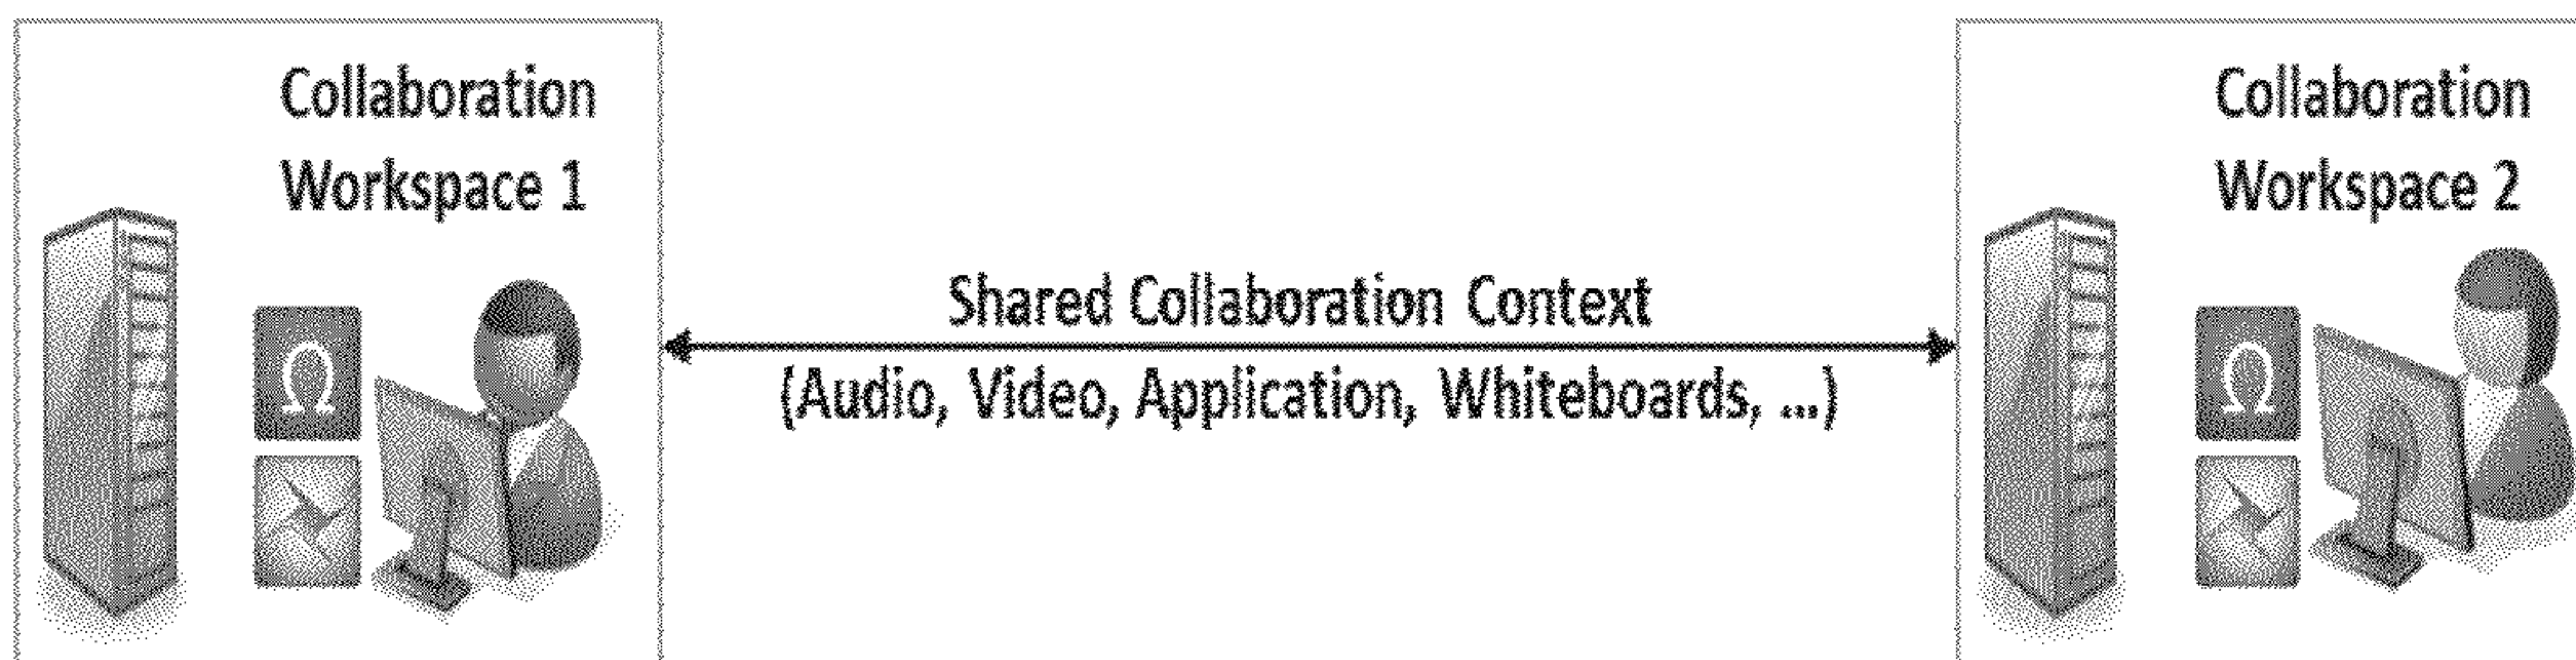 Collaboration
Workspace 1
Collaboration
Workspace 2
Shared Collaboration Context
(Audio, Video, Application, Whiteboards, ...)
Ω
Ω